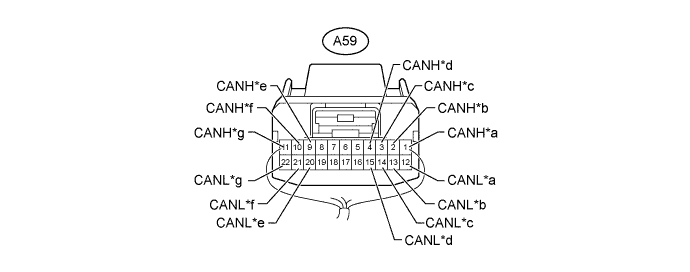 A59
CANH*d
CANH*e CANH*c
CANH*f CANH*b
CANH*g CANH*a
11 10 9 8 7 6 5 4 3 2 1
22 21 20 19 18 17 16 15 14 13 12
CANL*g CANL*a
CANL*f CANL*b
CANL*e CANL*c
CANL*d